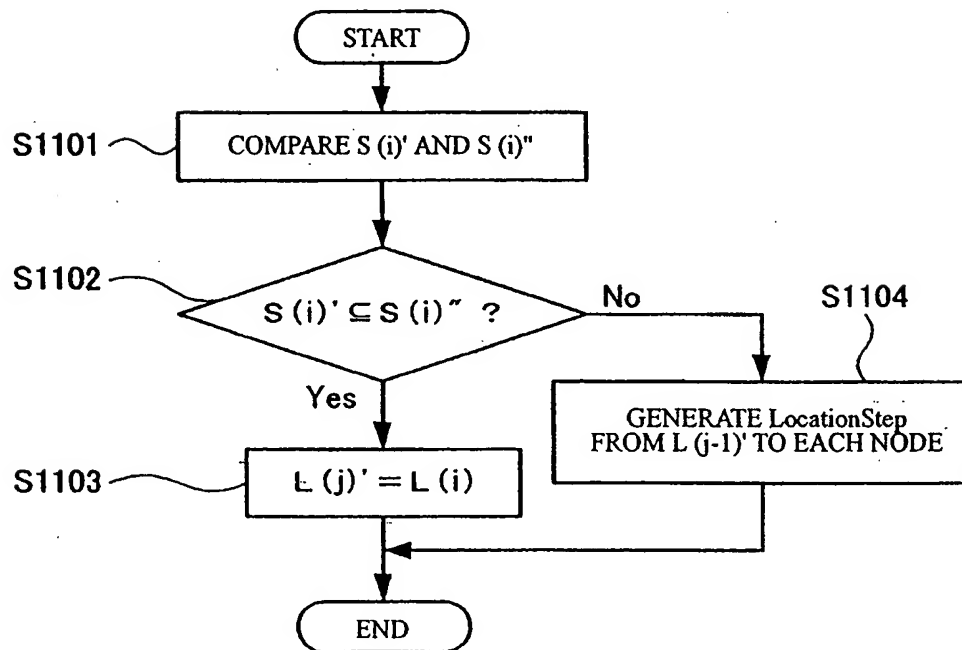 START
S1101
COMPARE S (i)' AND S (i)"
S1102
S (i)' ⊆ S (i)" ?
No
S1104
Yes
GENERATE LocationStep
FROM L (j-1)' TO EACH NODE
S1103
L (j)' = L (i)
END